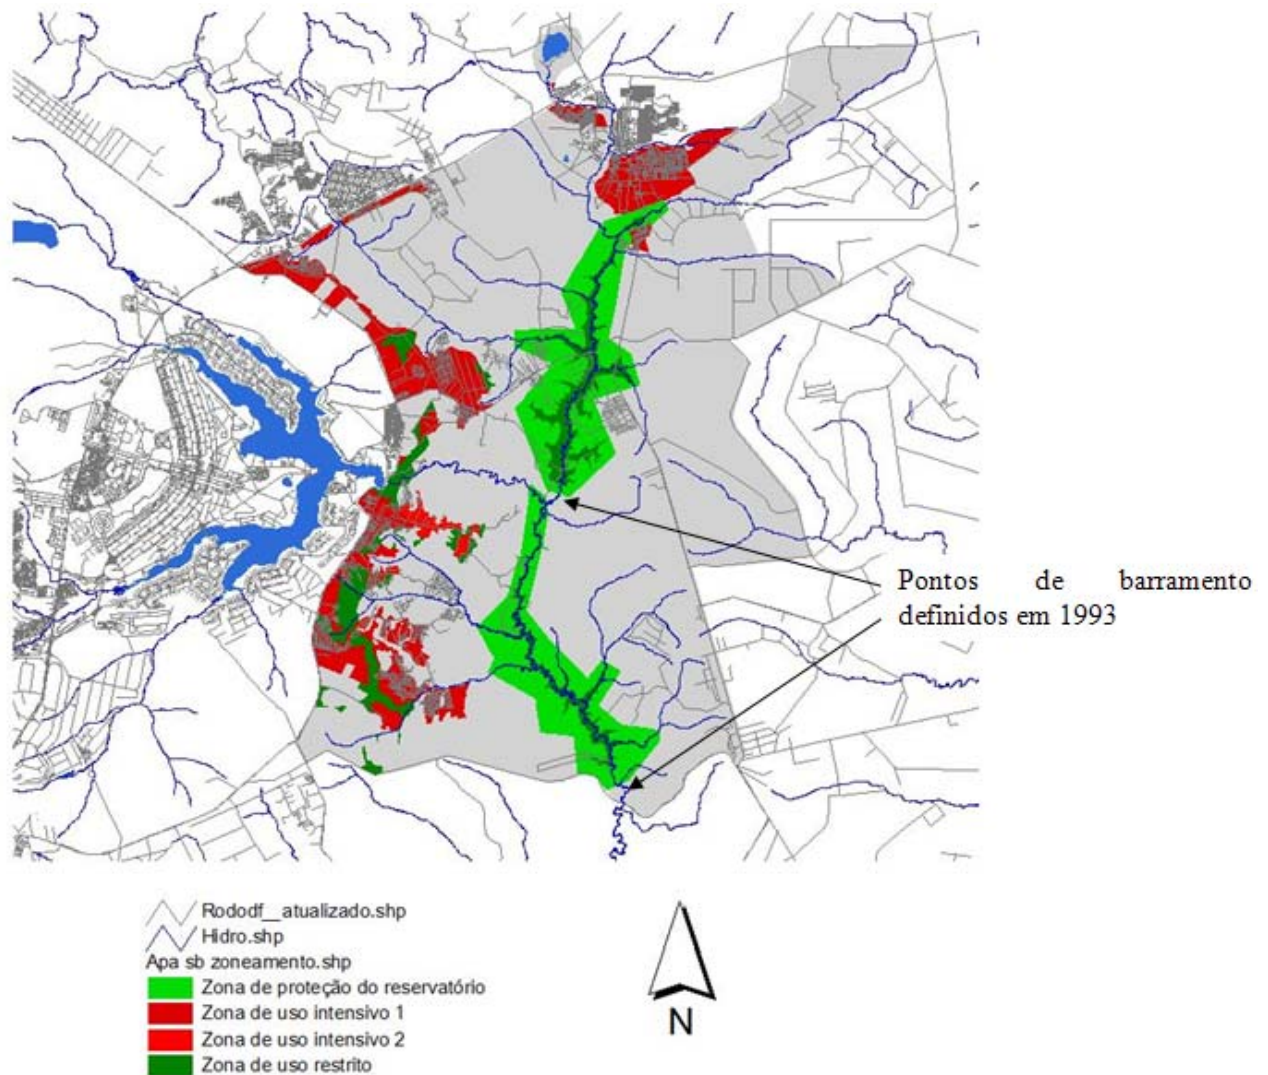 Pontos de barramento
definidos em 1993
Rododf__atualizado.shp
Hidro.shp
Apa sb zoneamento.shp
Zona de proteção do reservatório
Zona de uso intensivo 1
Zona de uso intensivo 2
Zona de uso restrito
N